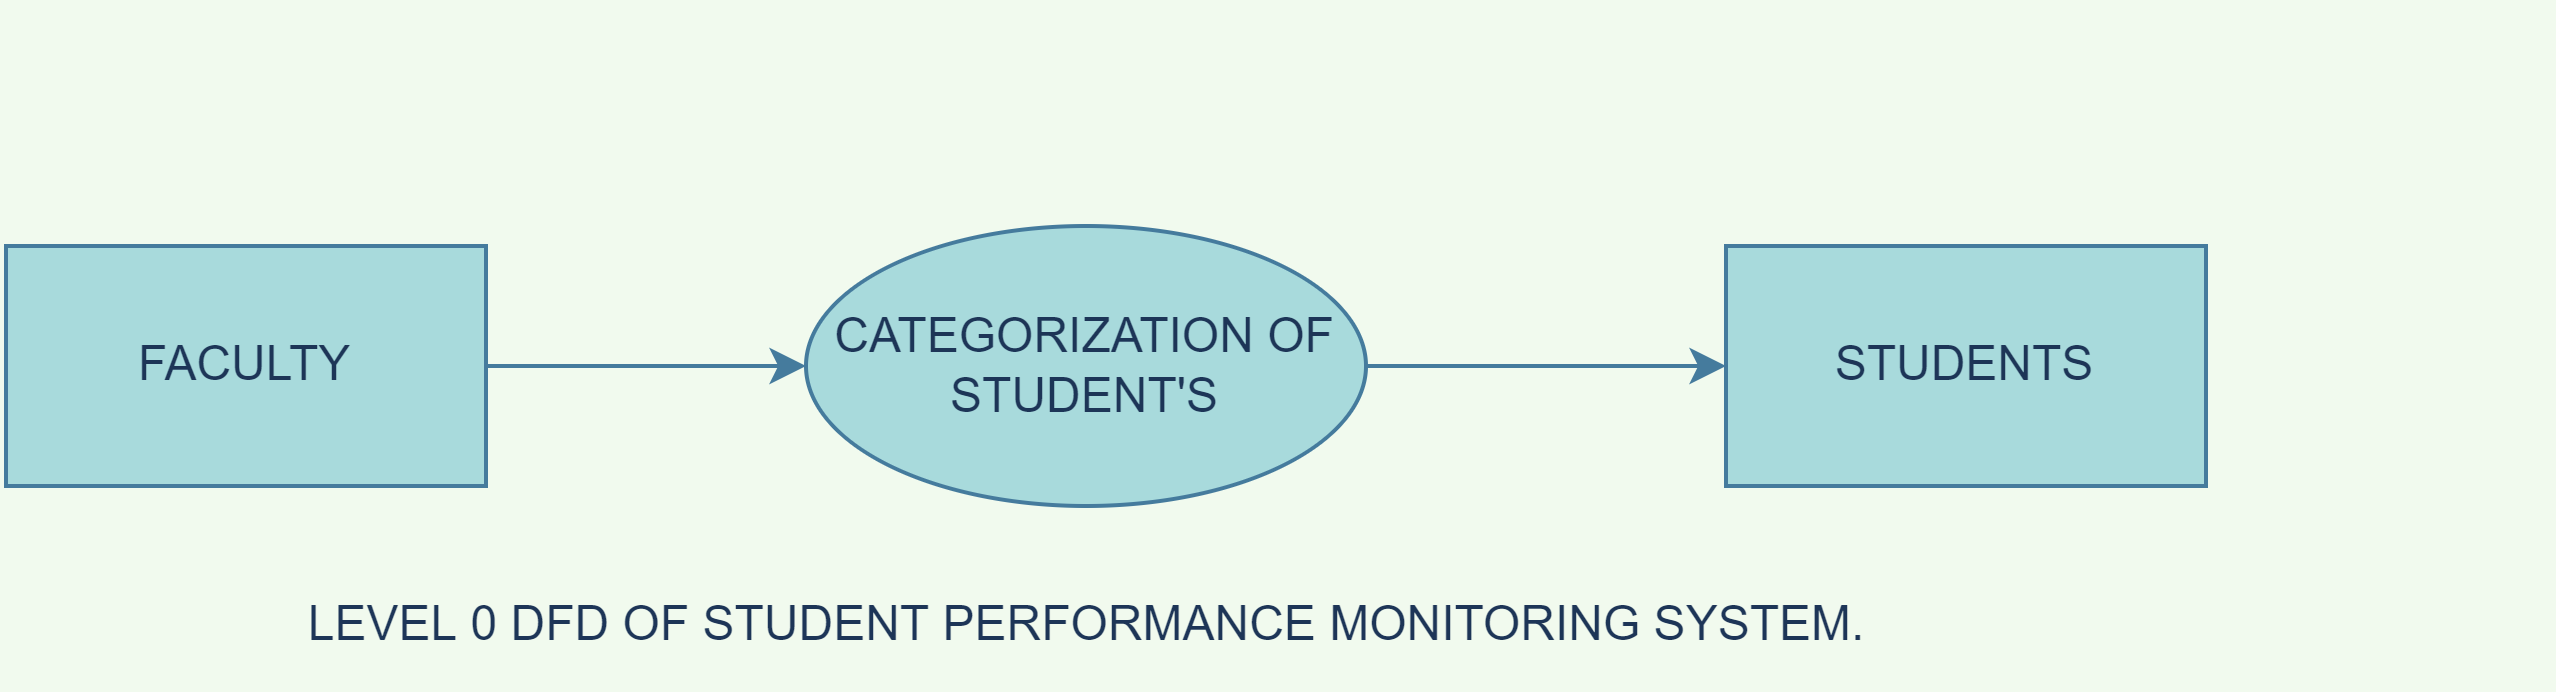 FACULTY
CATEGORIZATION OF
STUDENT'S
STUDENTS
LEVEL 0 DFD OF STUDENT PERFORMANCE MONITORING SYSTEM.